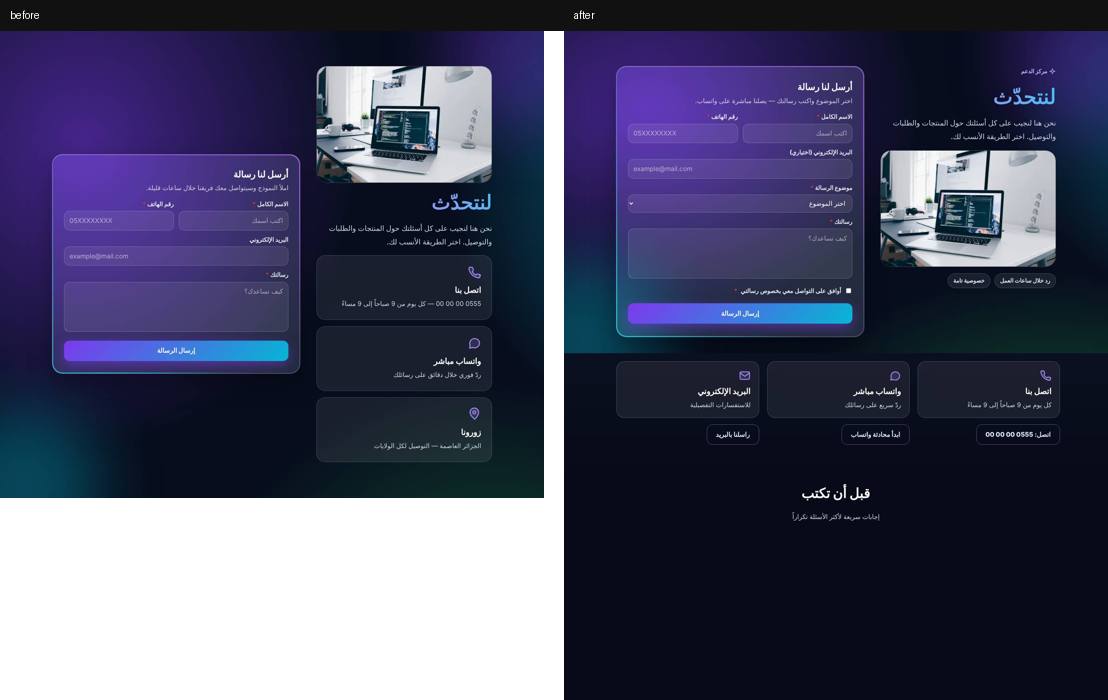 before
لنتحدّث
نحن هنا لنجيب على كل أسئلتك حول المنتجات والطلبات
والتوصيل. اختر الطريقة الأنسب لك.
اتصل بنا
0555 00 00 00 — كل يوم من 9 صباحاً إلى 9 مساءً
واتساب مباشر
ردّ فوري خلال دقائق على رسائلك
زورونا
الجزائر العاصمة — التوصيل لكل الولايات
أرسل لنا رسالة
املأ النموذج وسيتواصل معك فريقنا خلال ساعات قليلة.
الاسم الكامل *
رقم الهاتف *
اكتب اسمك
05XXXXXXXX
البريد الإلكتروني
example@mail.com
رسالتك *
كيف نساعدك؟
إرسال الرسالة
after
مركز الدعم
لنتحدّث
نحن هنا لنجيب على كل أسئلتك حول المنتجات والطلبات
والتوصيل. اختر الطريقة الأنسب لك.
رد خلال ساعات العمل
خصوصية تامة
أرسل لنا رسالة
اختر الموضوع واكتب رسالتك — يصلنا مباشرة على واتساب.
الاسم الكامل *
رقم الهاتف *
اكتب اسمك
05XXXXXXXX
البريد الإلكتروني (اختياري)
example@mail.com
موضوع الرسالة *
اختر الموضوع
رسالتك *
كيف نساعدك؟
أوافق على التواصل معي بخصوص رسالتي *
إرسال الرسالة
اتصل بنا
كل يوم من 9 صباحاً إلى 9 مساءً
اتصل: 0555 00 00 00
واتساب مباشر
ردّ سريع على رسائلك
ابدأ محادثة واتساب
البريد الإلكتروني
للاستفسارات التفصيلية
راسلنا بالبريد
قبل أن تكتب
إجابات سريعة لأكثر الأسئلة تكراراً